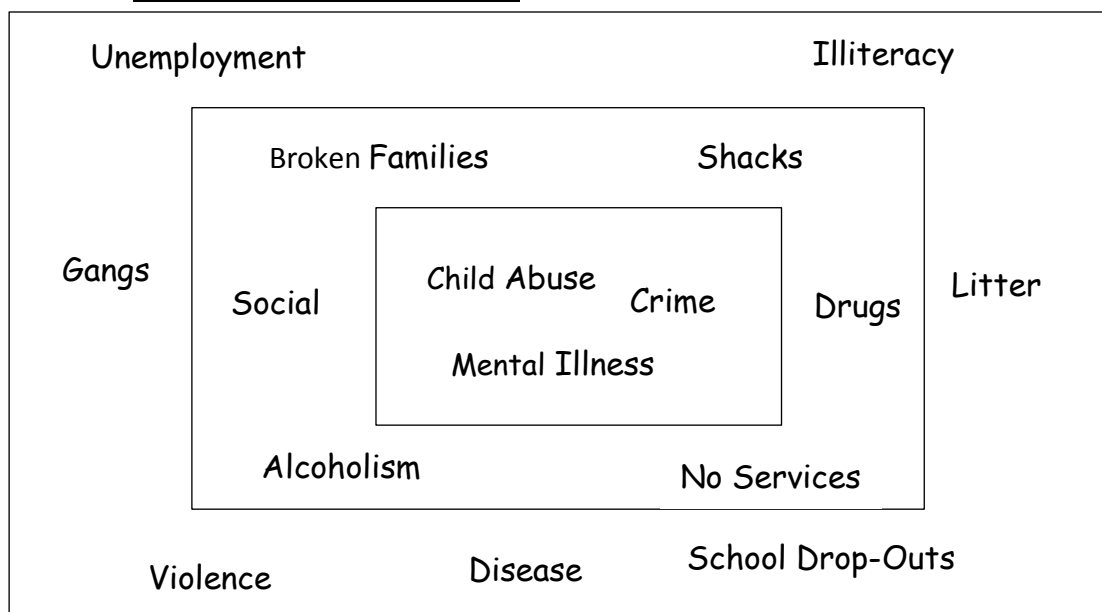 Unemployment
Illiteracy
Broken Families
Shacks
Gangs
Social
Child Abuse
Crime
Drugs
Litter
Mental Illness
Alcoholism
No Services
Violence
Disease
School Drop-Outs